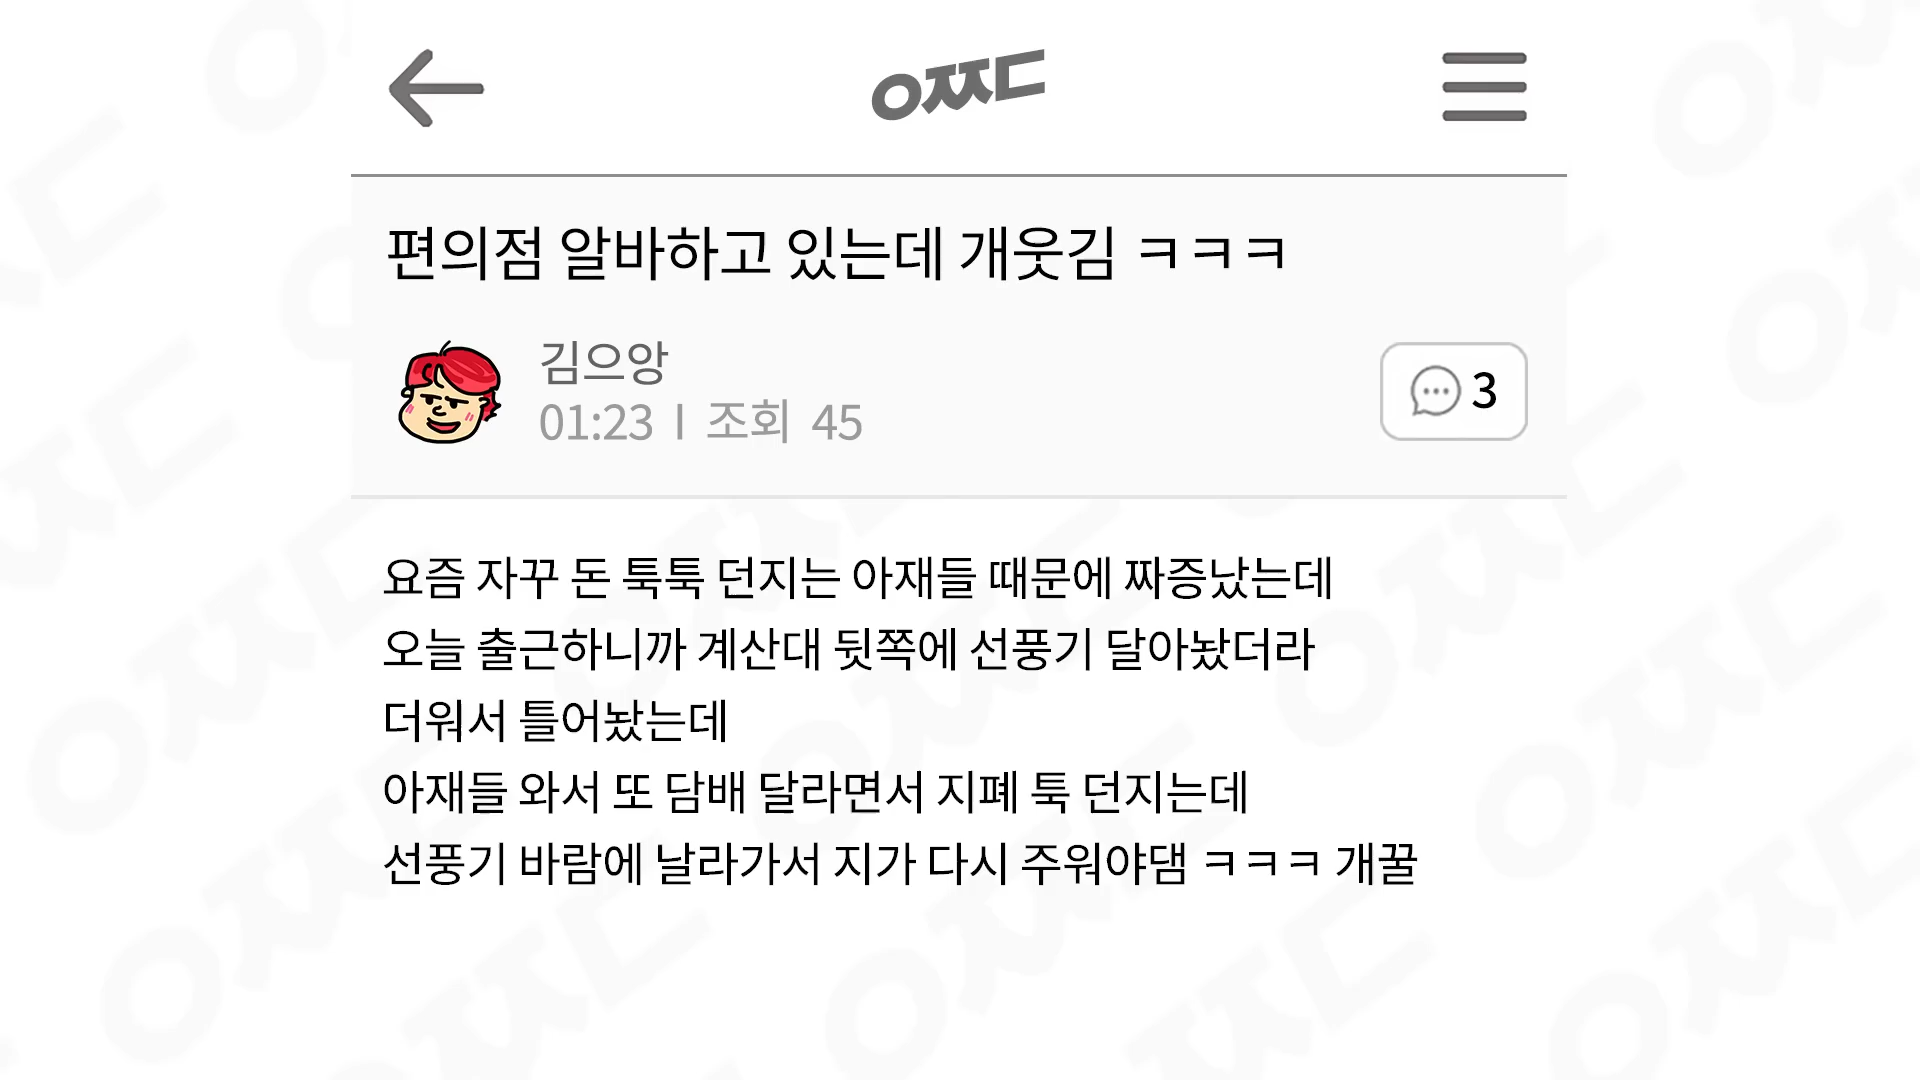 ㅇㅉㄷ
편의점 알바하고 있는데 개웃김 ㅋㅋㅋ
김으앙
01:23 | 조회 45
3
요즘 자꾸 돈 툭툭 던지는 아재들 때문에 짜증났는데
오늘 출근하니까 계산대 뒷쪽에 선풍기 달아놨더라
더워서 틀어놨는데
아재들 와서 또 담배 달라면서 지폐 툭 던지는데
선풍기 바람에 날라가서 지가 다시 주워야댐 ㅋㅋㅋ 개꿀